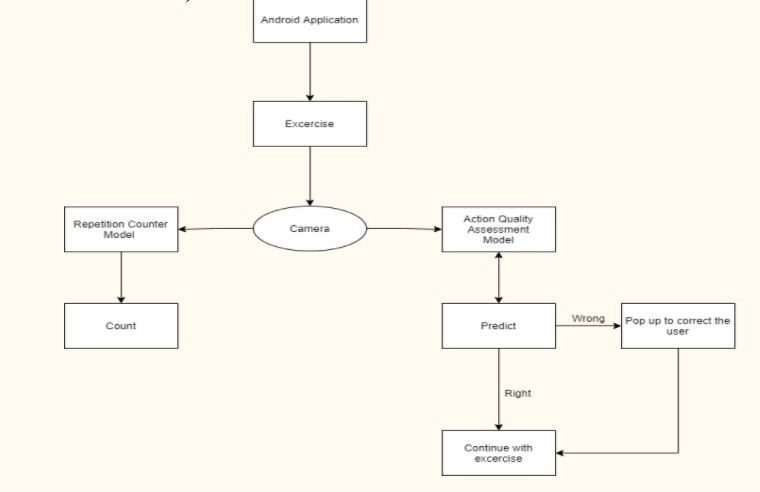 Android Application
Excercise
Repetition Counter
Model
Camera
Action Quality
Assessment
Model
Count
Predict
Wrong
Pop up to correct the
user
Right
Continue with
excercise